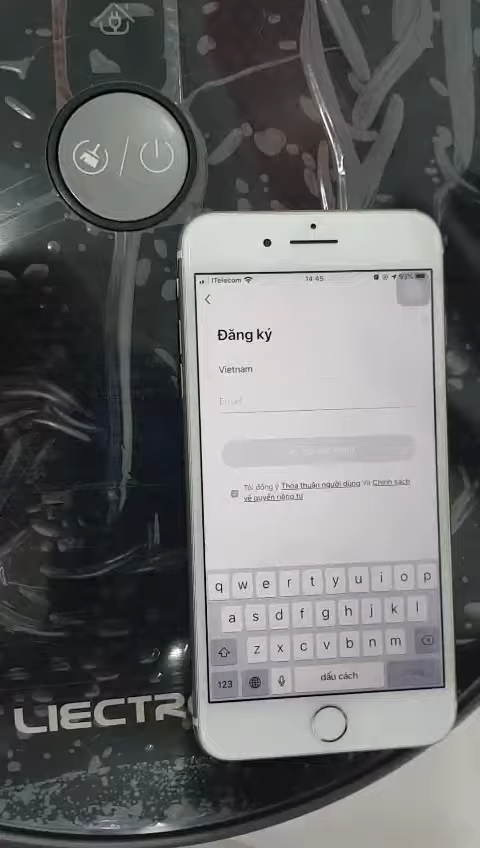 ITelecom 14:45 93%
Đăng ký
Vietnam
Email
Tôi đồng ý Thỏa thuận người dùng Và Chính sách
về quyền riêng tư
q w e r t y u i o p
a s d f g h j k l
z x c v b n m
123 dấu cách
LIECTR